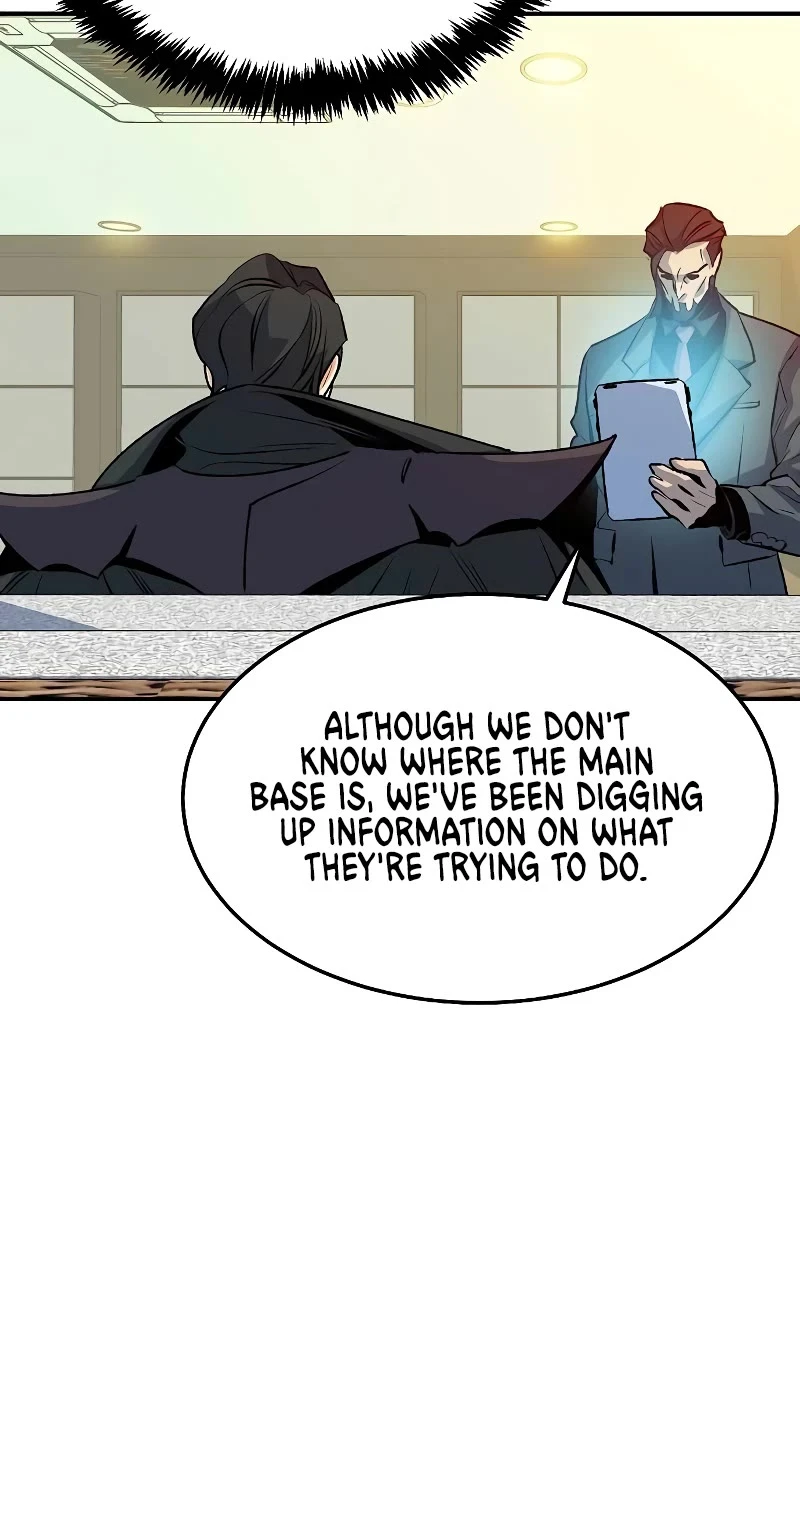 ALTHOUGH WE DON'T
KNOW WHERE THE MAIN
BASE IS, WE'VE BEEN DIGGING
UP INFORMATION ON WHAT
THEY'RE TRYING TO DO.